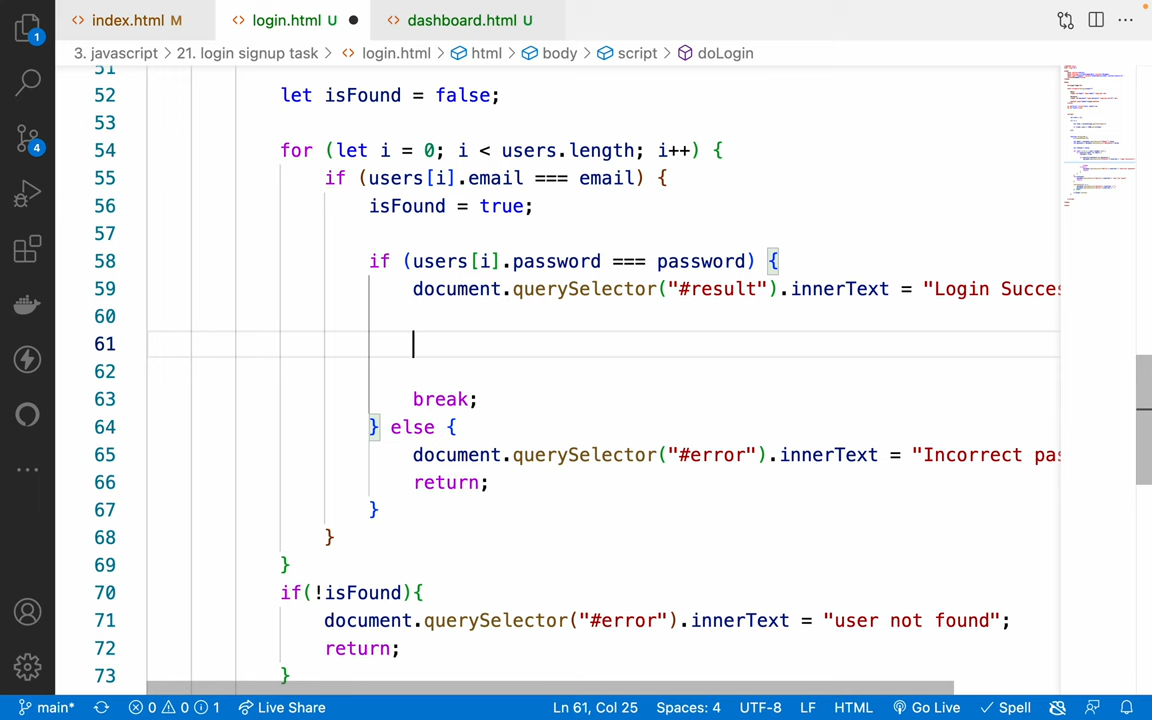 index.html M
login.html U
dashboard.html U
3. javascript > 21. login signup task > login.html > html > body > script > doLogin
1
4
51
52 let isFound = false;
53
54 for (let i = 0; i < users.length; i++) {
55 if (users[i].email === email) {
56 isFound = true;
57
58 if (users[i].password === password) {
59 document.querySelector("#result").innerText = "Login Succes
60
61
62
63 break;
64 } else {
65 document.querySelector("#error").innerText = "Incorrect pas
66 return;
67 }
68 }
69 }
70 if(!isFound){
71 document.querySelector("#error").innerText = "user not found";
72 return;
73 }
main* 0 0 1 Live Share Ln 61, Col 25 Spaces: 4 UTF-8 LF HTML Go Live Spell